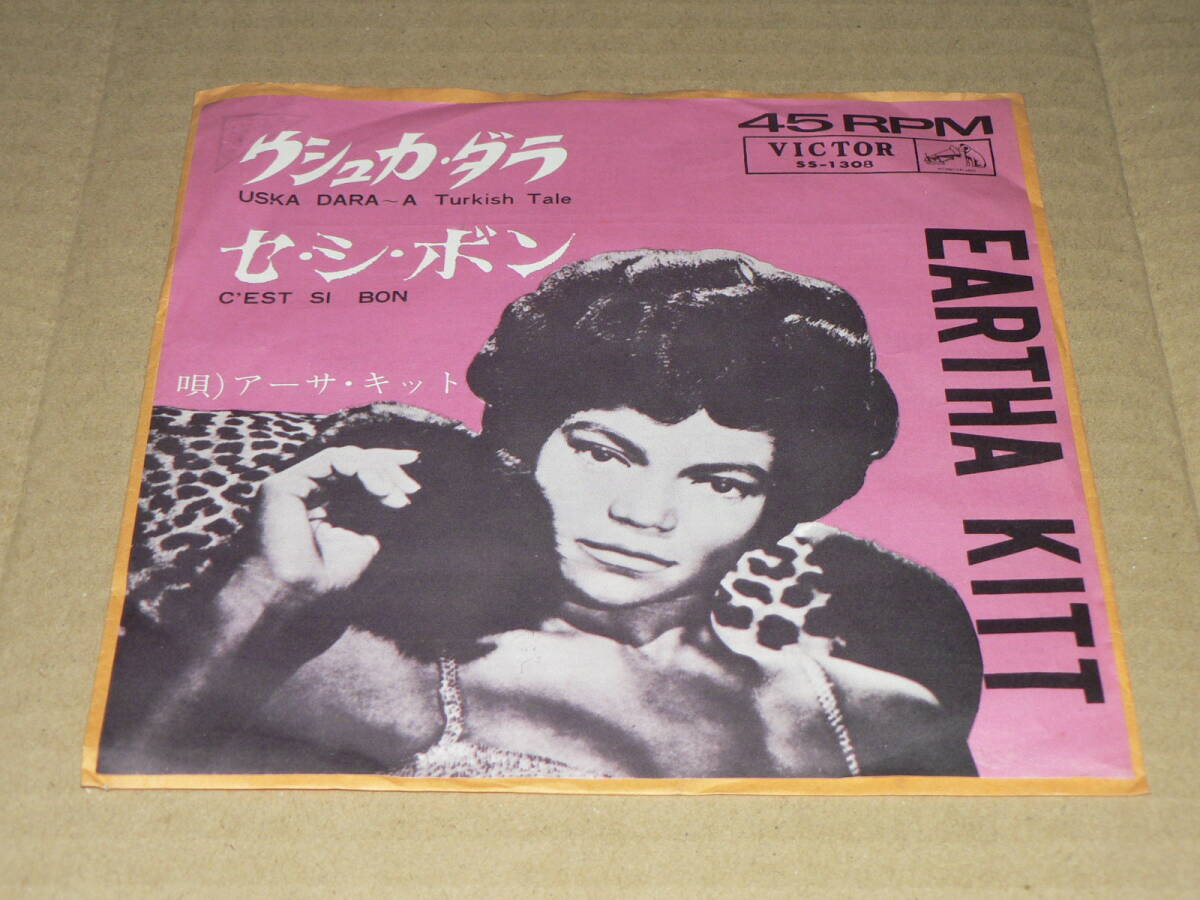 ウシュカ・ダラ
USKA DARA~A Turkish Tale
セ・シ・ボン
C'EST SI BON
唄)アーサ・キット
45 RPM
VICTOR
SS-1308
EARTHA KITT